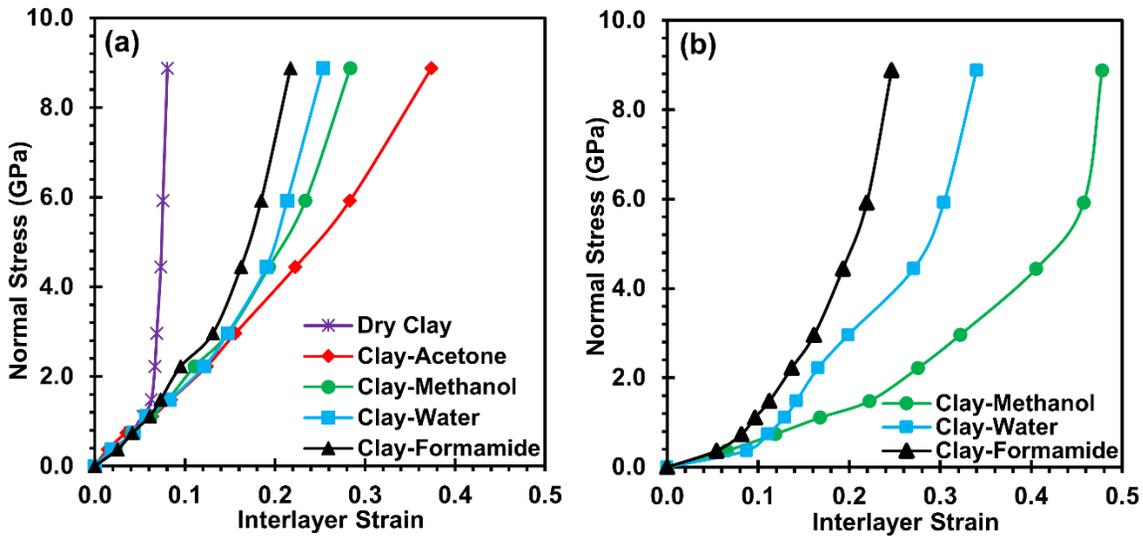 (a)
10.0
8.0
6.0
4.0
2.0
0.0
Normal Stress (GPa)
Dry Clay
Clay-Acetone
Clay-Methanol
Clay-Water
Clay-Formamide
0.0 0.1 0.2 0.3 0.4 0.5
Interlayer Strain
(b)
10.0
8.0
6.0
4.0
2.0
0.0
Normal Stress (GPa)
Clay-Methanol
Clay-Water
Clay-Formamide
0.0 0.1 0.2 0.3 0.4 0.5
Interlayer Strain